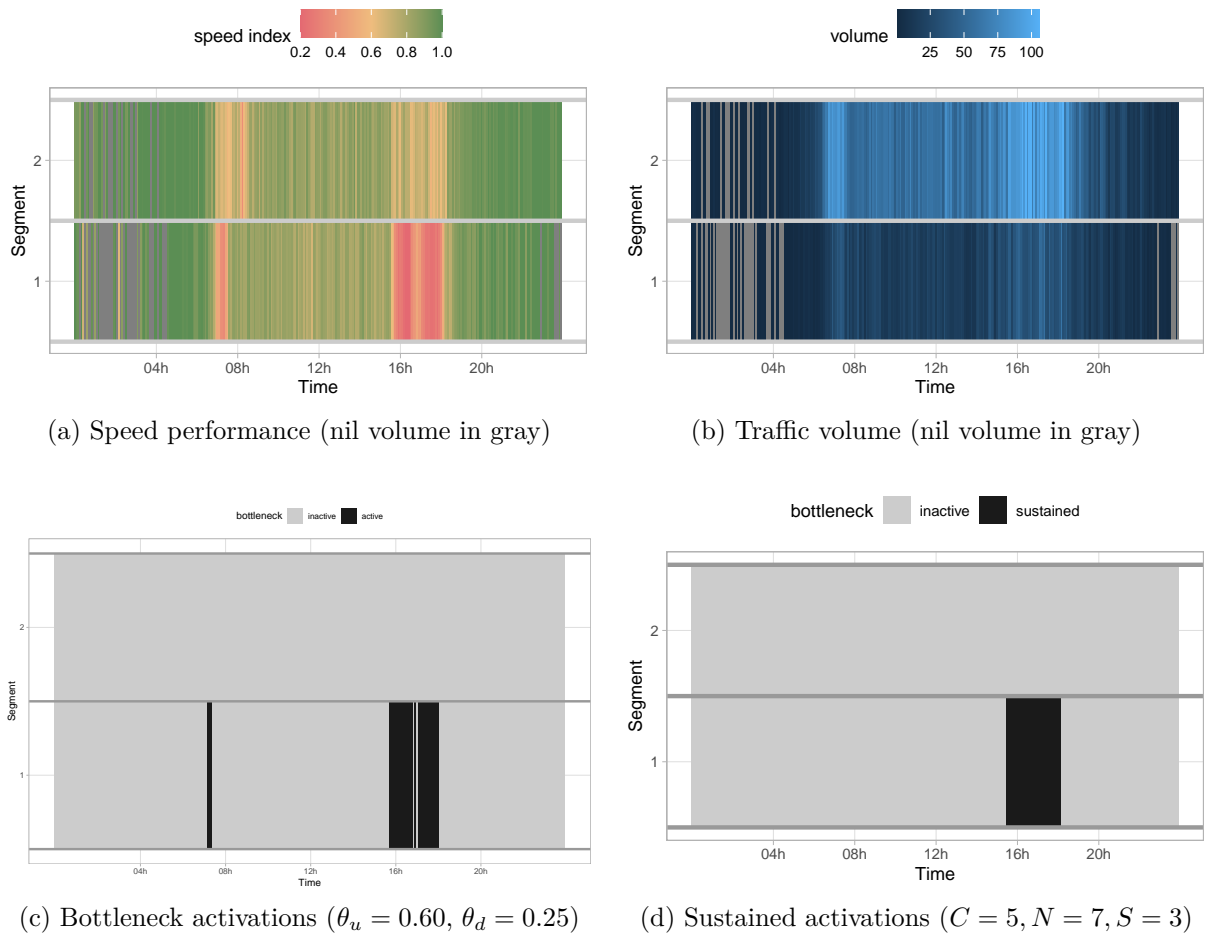 speed index
0.2 0.4 0.6 0.8 1.0
2
1
Segment
04h 08h 12h 16h 20h
Time
(a) Speed performance (nil volume in gray)
volume
25 50 75 100
2
1
Segment
04h 08h 12h 16h 20h
Time
(b) Traffic volume (nil volume in gray)
bottleneck inactive active
2
1
Segment
04h 08h 12h 16h 20h
Time
(c) Bottleneck activations (θu = 0.60, θd = 0.25)
bottleneck inactive sustained
2
1
Segment
04h 08h 12h 16h 20h
Time
(d) Sustained activations (C = 5, N = 7, S = 3)